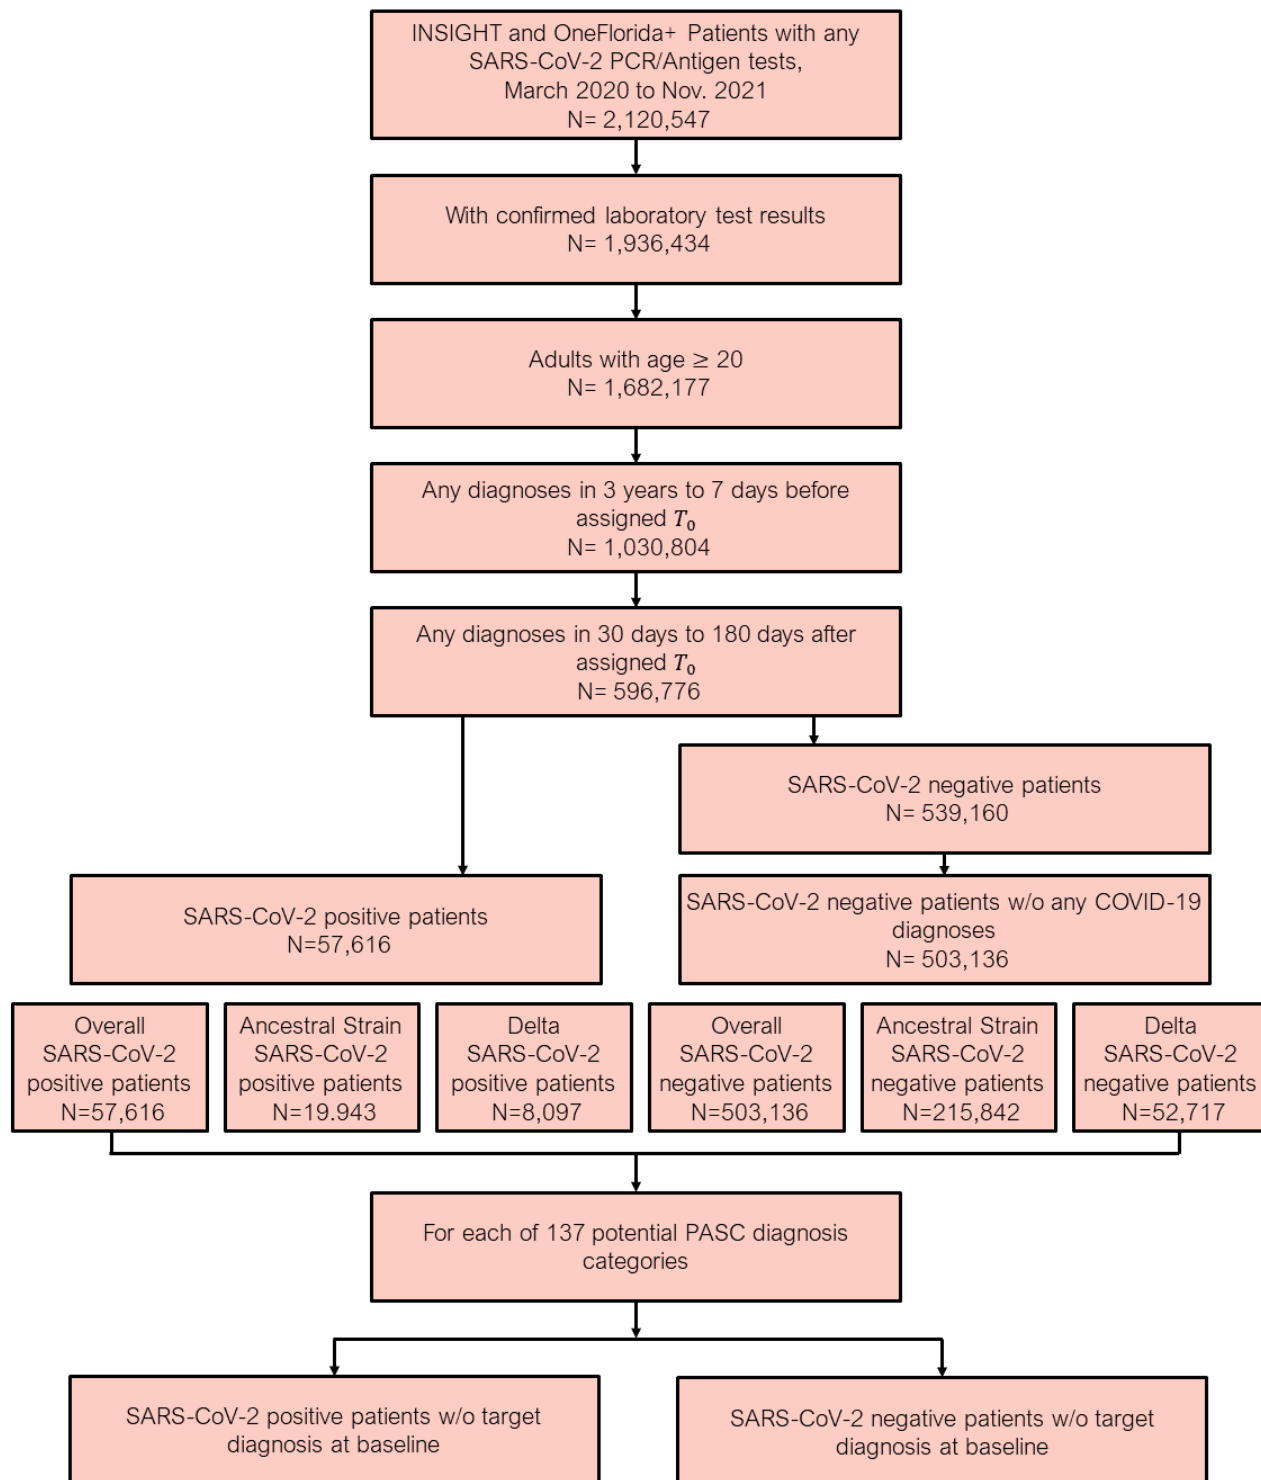 INSIGHT and OneFlorida+ Patients with any
SARS-CoV-2 PCR/Antigen tests,
March 2020 to Nov. 2021
N= 2,120,547
With confirmed laboratory test results
N= 1,936,434
Adults with age ≥ 20
N= 1,682,177
Any diagnoses in 3 years to 7 days before
assigned T₀
N= 1,030,804
Any diagnoses in 30 days to 180 days after
assigned T₀
N= 596,776
SARS-CoV-2 negative patients
N= 539,160
SARS-CoV-2 positive patients
N=57,616
SARS-CoV-2 negative patients w/o any COVID-19
diagnoses
N= 503,136
Overall
SARS-CoV-2
positive patients
N=57,616
Ancestral Strain
SARS-CoV-2
positive patients
N=19.943
Delta
SARS-CoV-2
positive patients
N=8,097
Overall
SARS-CoV-2
negative patients
N=503,136
Ancestral Strain
SARS-CoV-2
negative patients
N=215,842
Delta
SARS-CoV-2
negative patients
N=52,717
For each of 137 potential PASC diagnosis
categories
SARS-CoV-2 positive patients w/o target
diagnosis at baseline
SARS-CoV-2 negative patients w/o target
diagnosis at baseline